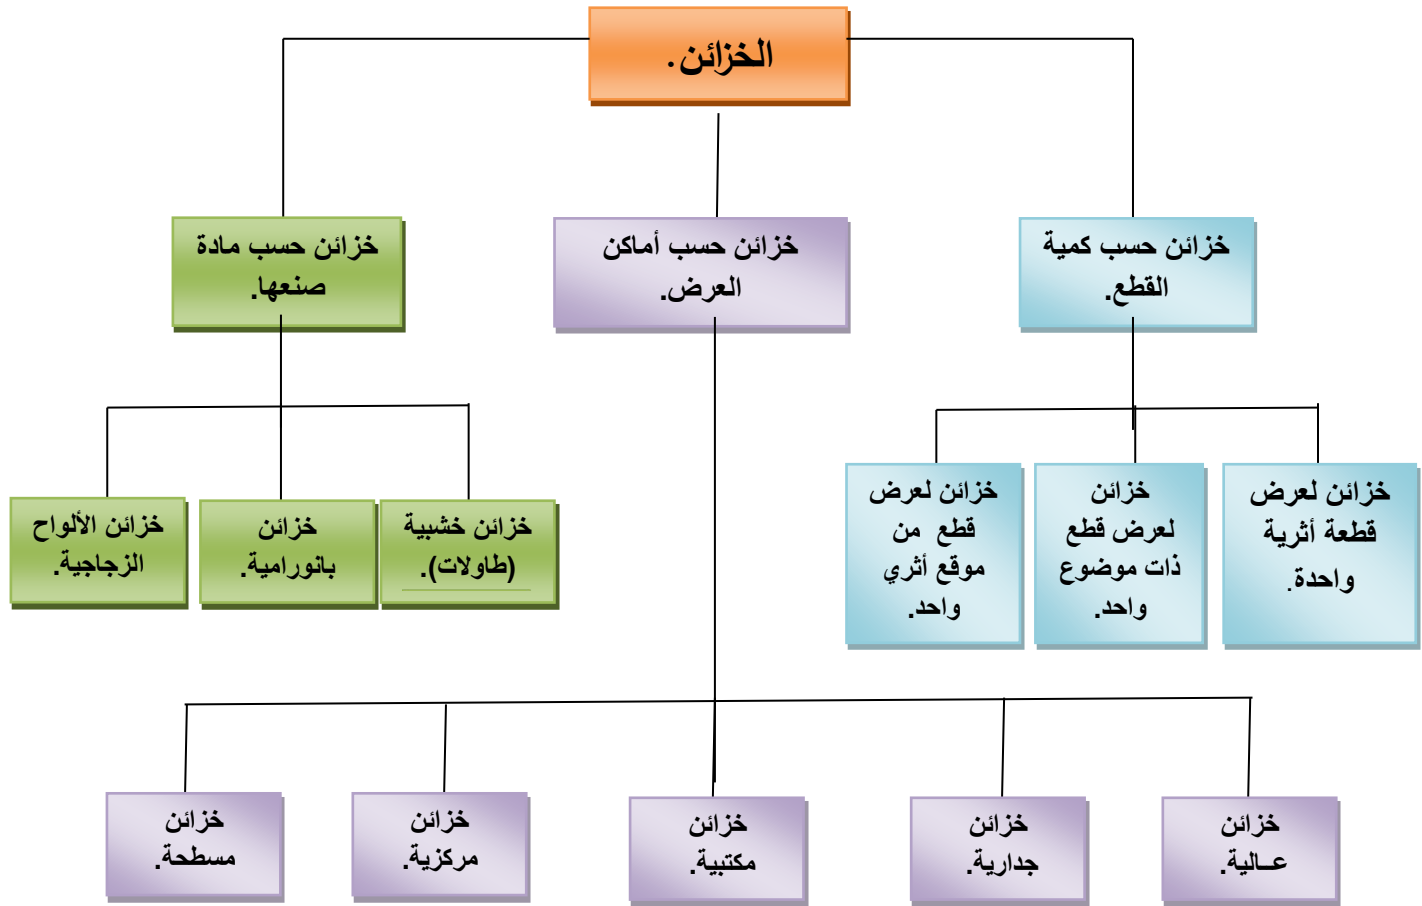 الخزائن.
خزائن حسب كمية
القطع.
خزائن حسب أماكن
العرض.
خزائن حسب مادة
صنعها.
خزائن لعرض
قطعة أثرية
واحدة.
خزائن
لعرض قطع
ذات موضوع
واحد.
خزائن لعرض
قطع من
موقع أثري
واحد.
خزائن خشبية
(طاولات).
خزائن
بانورامية.
خزائن الألواح
الزجاجية.
خزائن
عــالية.
خزائن
جدارية.
خزائن
مكتبية.
خزائن
مركزية.
خزائن
مسطحة.